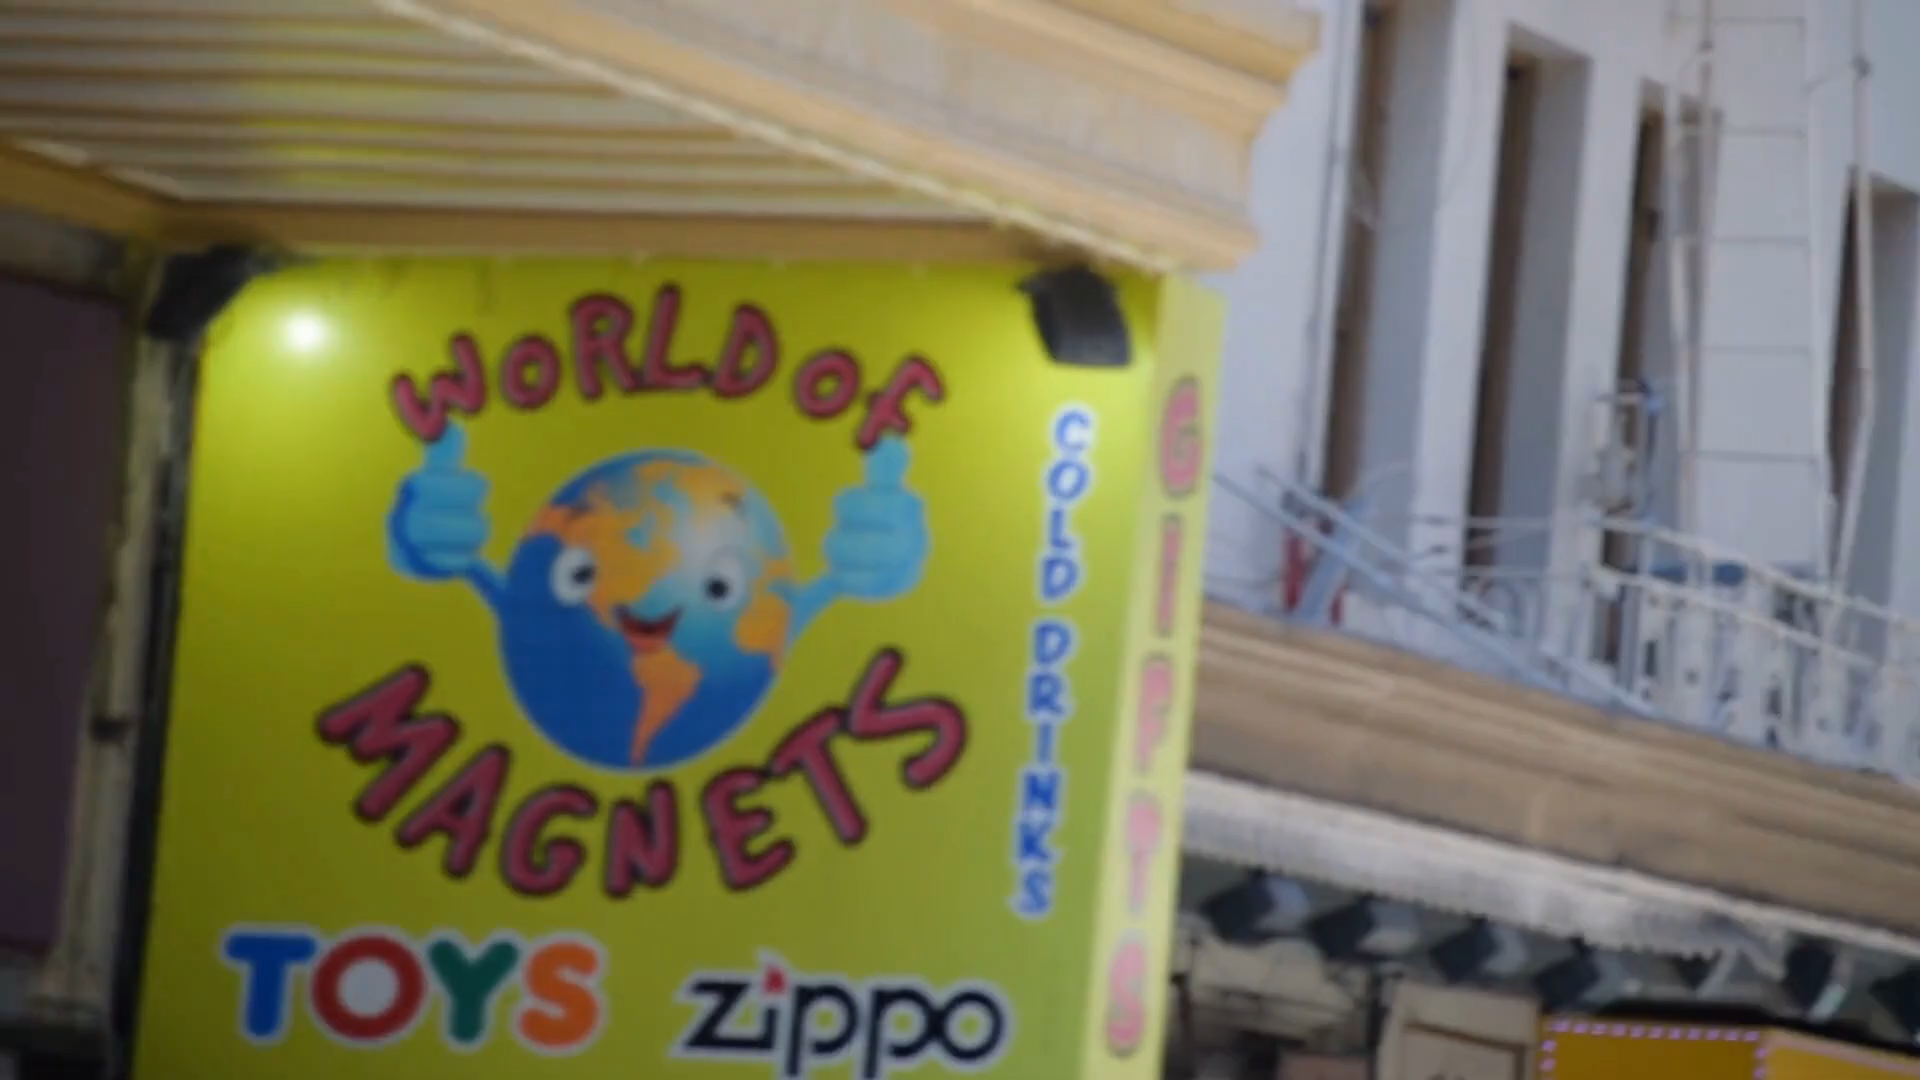 WORLD OF
MAGNETS
TOYS
zippo
COLD DRINKS
GIFTS